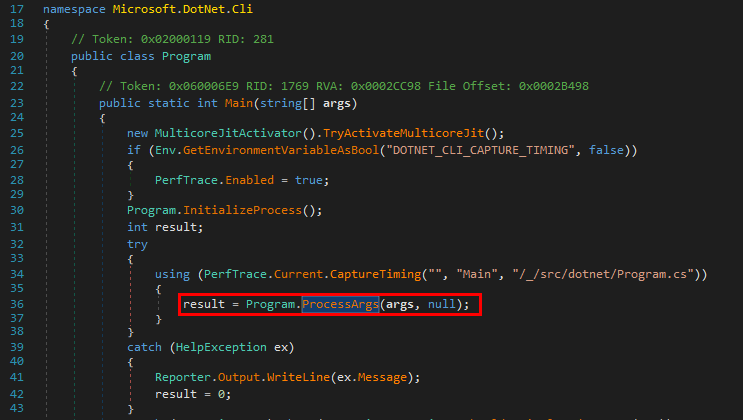 17 namespace Microsoft.DotNet.Cli
18 {
19 // Token: 0x02000119 RID: 281
20 public class Program
21 {
22 // Token: 0x060006E9 RID: 1769 RVA: 0x0002CC98 File Offset: 0x0002B498
23 public static int Main(string[] args)
24 {
25 new MulticoreJitActivator().TryActivateMulticoreJit();
26 if (Env.GetEnvironmentVariableAsBool("DOTNET_CLI_CAPTURE_TIMING", false))
27 {
28 PerfTrace.Enabled = true;
29 }
30 Program.InitializeProcess();
31 int result;
32 try
33 {
34 using (PerfTrace.Current.CaptureTiming("", "Main", "/_/src/dotnet/Program.cs"))
35 {
36 result = Program.ProcessArgs(args, null);
37 }
38 }
39 catch (HelpException ex)
40 {
41 Reporter.Output.WriteLine(ex.Message);
42 result = 0;
43 }